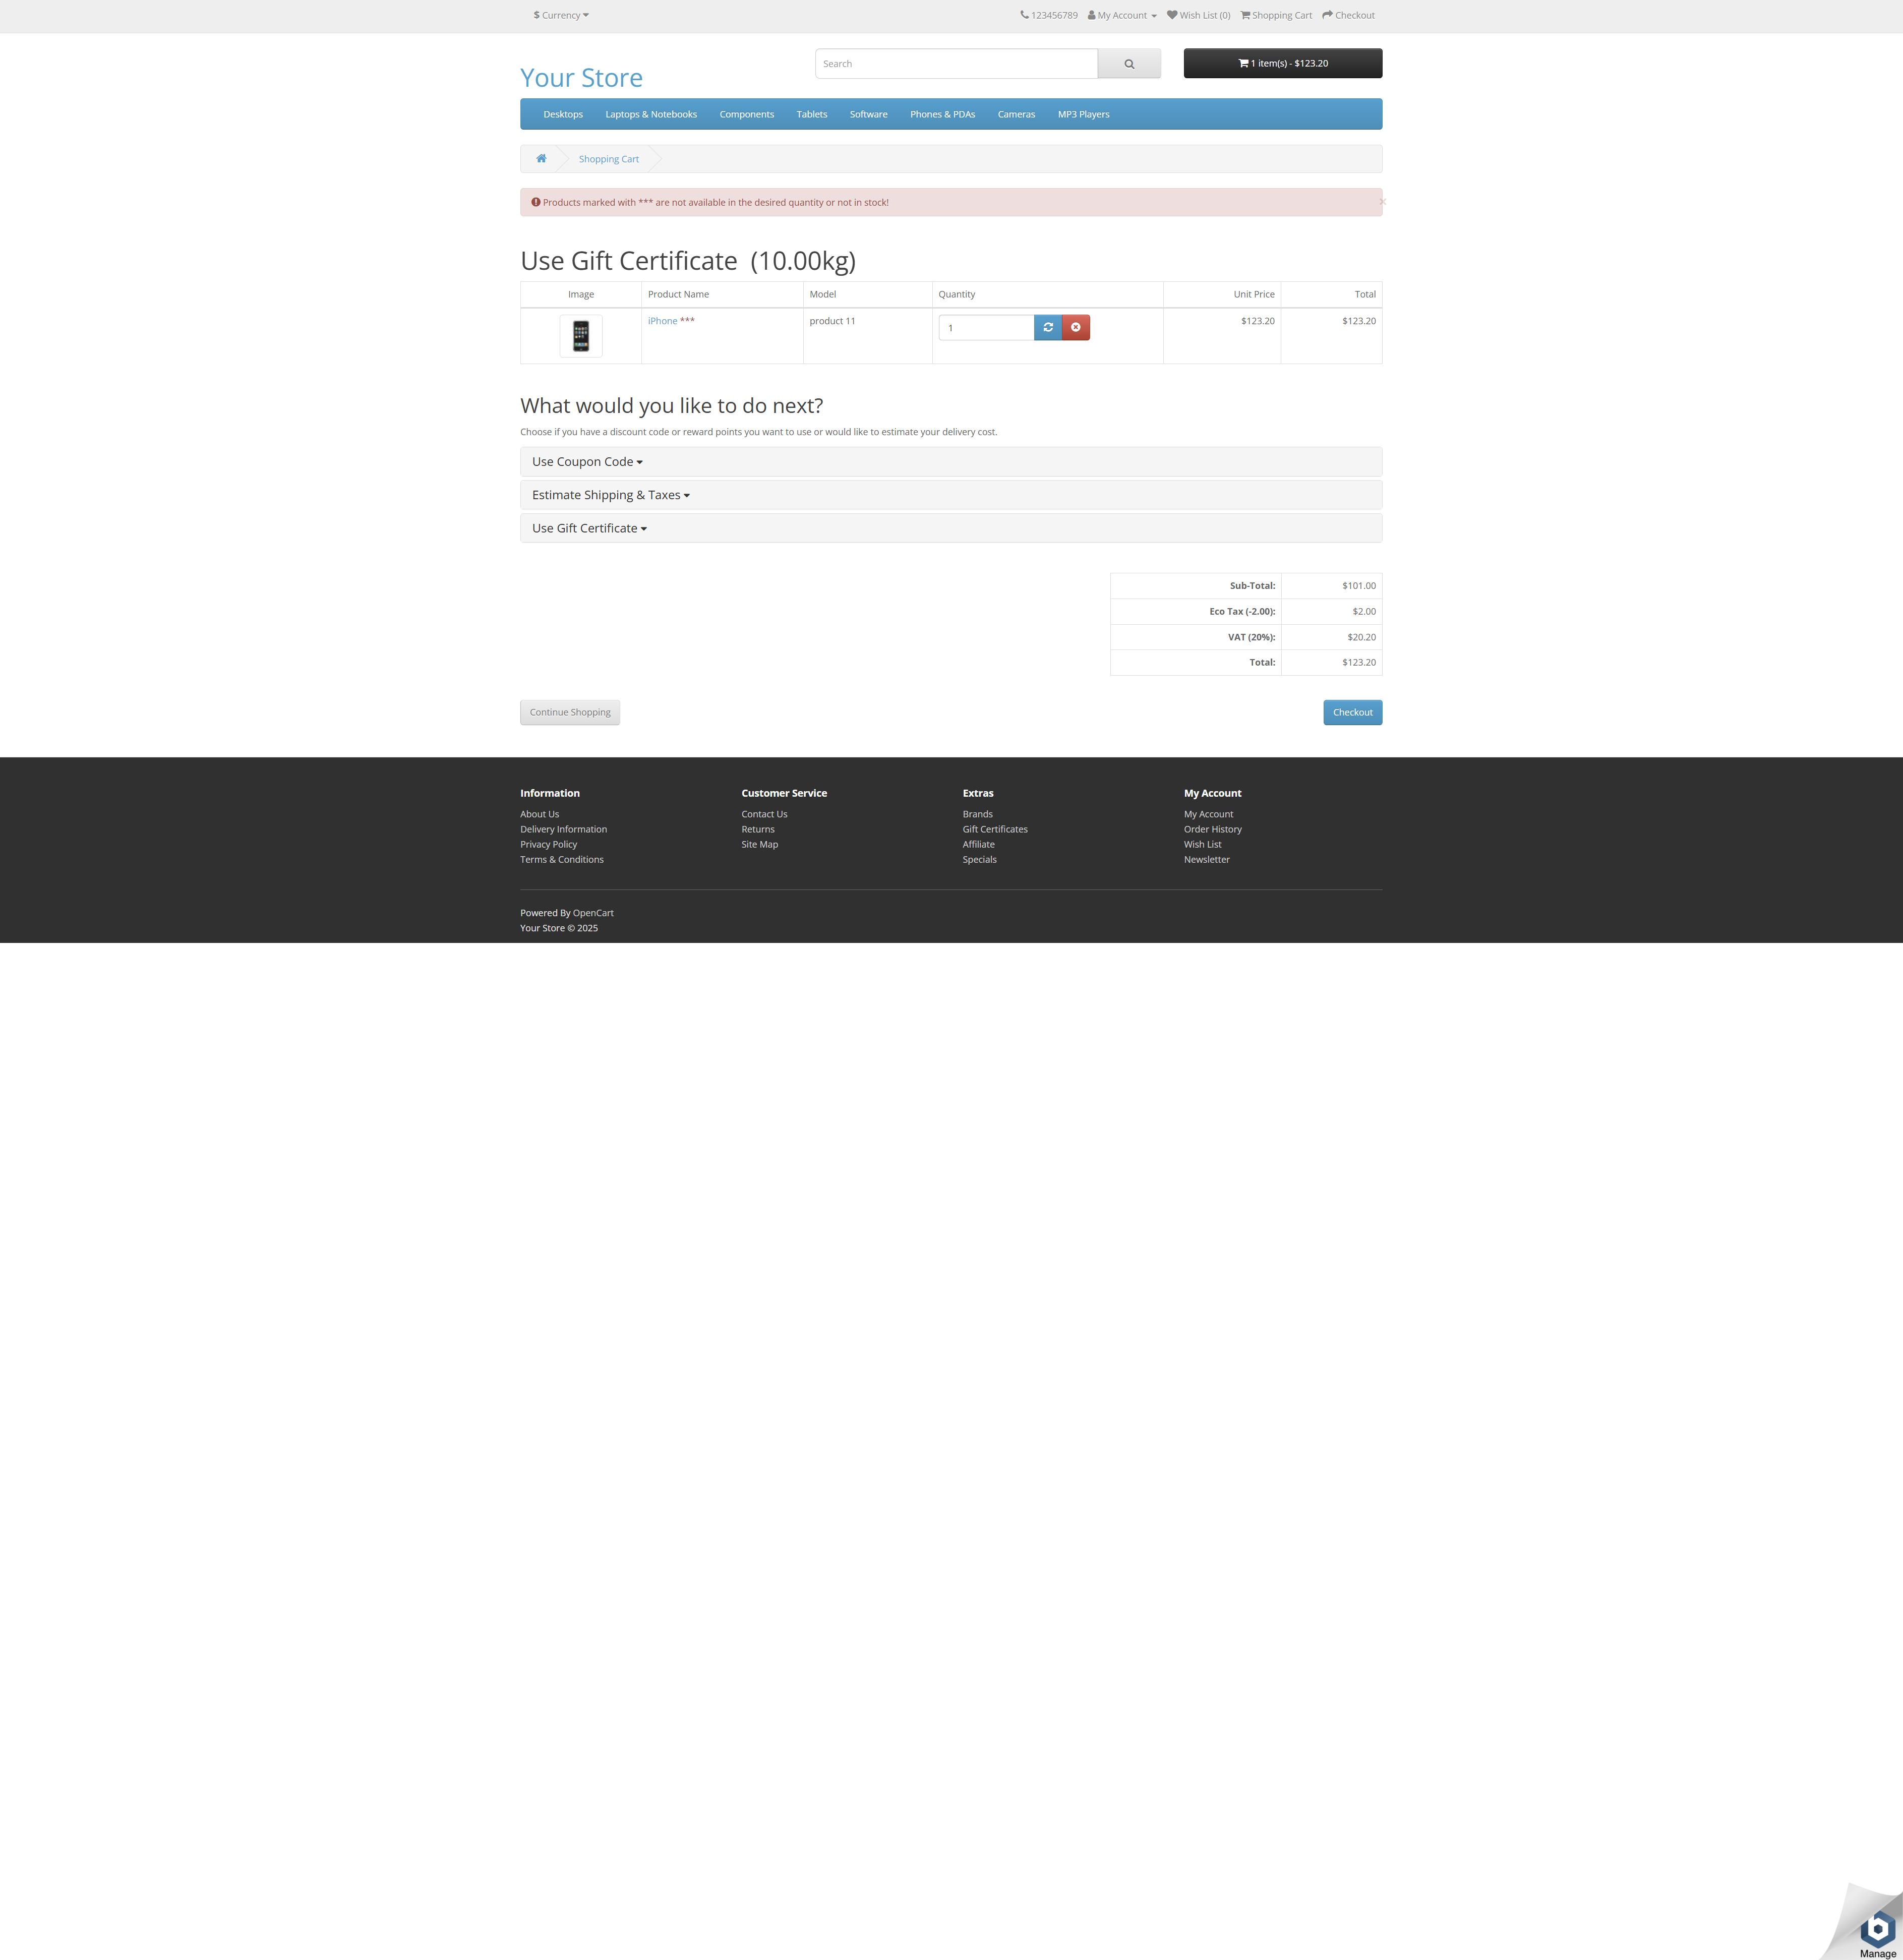 $ Currency
123456789 My Account Wish List (0) Shopping Cart Checkout
Your Store
Search
1 item(s) - $123.20
Desktops Laptops & Notebooks Components Tablets Software Phones & PDAs Cameras MP3 Players
Shopping Cart
Products marked with *** are not available in the desired quantity or not in stock!
×
Use Gift Certificate (10.00kg)
Image Product Name Model Quantity Unit Price Total
iPhone *** product 11 1 $123.20 $123.20
What would you like to do next?
Choose if you have a discount code or reward points you want to use or would like to estimate your delivery cost.
Use Coupon Code
Estimate Shipping & Taxes
Use Gift Certificate
Sub-Total: $101.00
Eco Tax (-2.00): $2.00
VAT (20%): $20.20
Total: $123.20
Continue Shopping Checkout
Information Customer Service Extras My Account
About Us Contact Us Brands My Account
Delivery Information Returns Gift Certificates Order History
Privacy Policy Site Map Affiliate Wish List
Terms & Conditions Specials Newsletter
Powered By OpenCart
Your Store © 2025
b
Manage